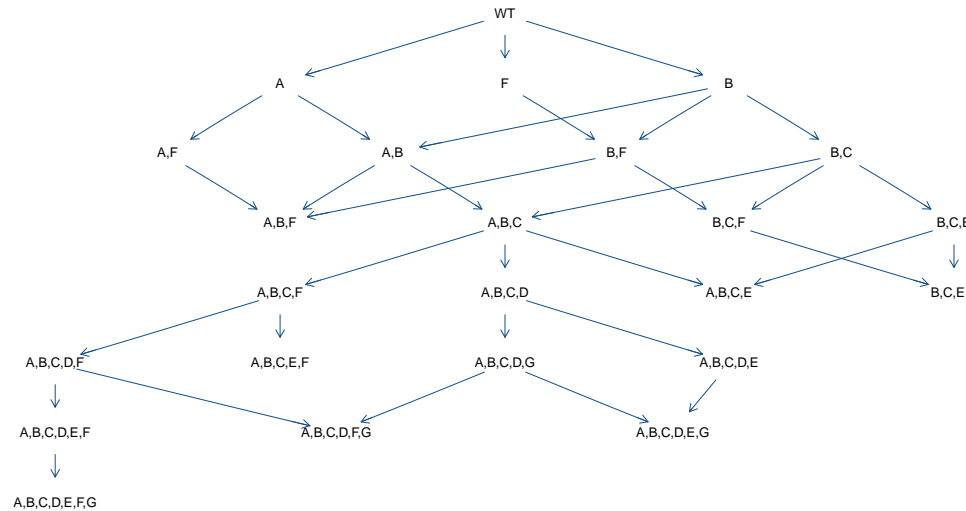 WT
A
F
B
A,F
A,B
B,F
B,C
A,B,F
A,B,C
B,C,F
B,C,E
A,B,C,F
A,B,C,D
A,B,C,E
B,C,E
A,B,C,D,F
A,B,C,E,F
A,B,C,D,G
A,B,C,D,E
A,B,C,D,E,F
A,B,C,D,F,G
A,B,C,D,E,G
A,B,C,D,E,F,G